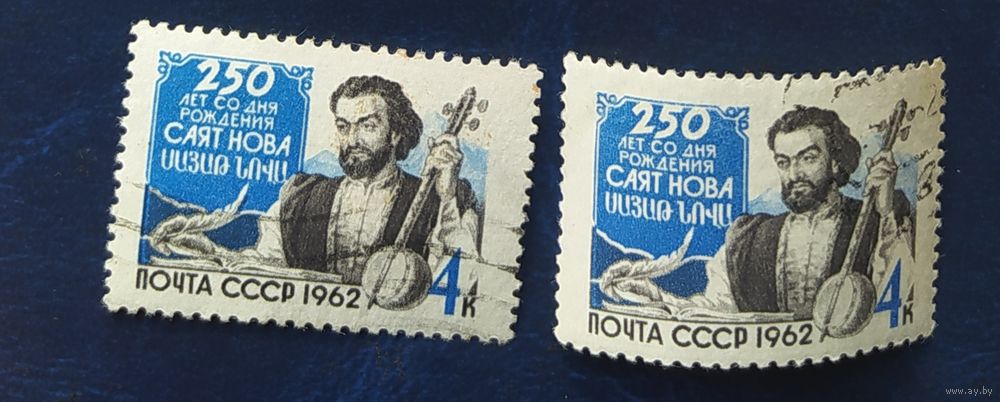 250
ЛЕТ СО ДНЯ
РОЖДЕНИЯ
САЯТ НОВА
ՍԱՅԱԹ ՆՈՎԱ
ПОЧТА СССР 1962
4К
250
ЛЕТ СО ДНЯ
РОЖДЕНИЯ
САЯТ НОВА
ՍԱՅԱԹ ՆՈՎԱ
ПОЧТА СССР 1962
4К
www.ay.by